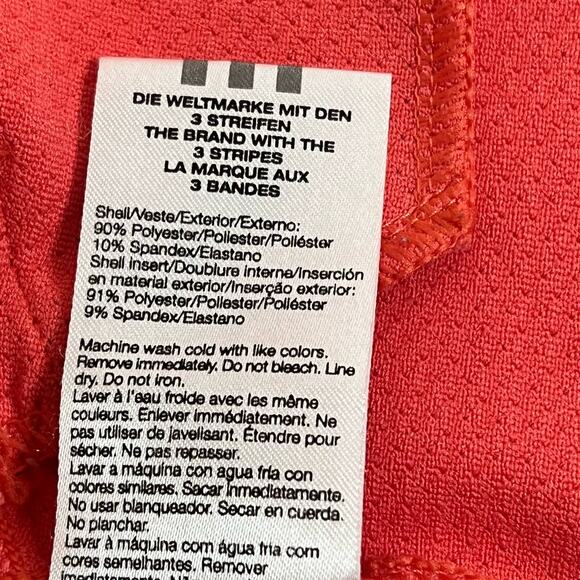 DIE WELTMARKE MIT DEN
3 STREIFEN
THE BRAND WITH THE
3 STRIPES
LA MARQUE AUX
3 BANDES
Shell/Veste/Exterior/Externo:
90% Polyester/Poliester/Poliéster
10% Spandex/Elastano
Shell insert/Doublure interne/Inserción
en material exterior/Inserção exterior:
91% Polyester/Poliester/Poliéster
9% Spandex/Elastano
Machine wash cold with like colors.
Remove immediately. Do not bleach. Line
dry. Do not iron.
Laver à l'eau froide avec les même
couleurs. Enlever immédiatement. Ne
pas utiliser de javelisant. Étendre pour
sécher. Ne pas repasser.
Lavar a máquina con agua fría con
colores similares. Sacar inmediatamente.
No usar blanqueador. Secar en cuerda.
No planchar.
Lavar à máquina com água fria com
cores semelhantes. Remover